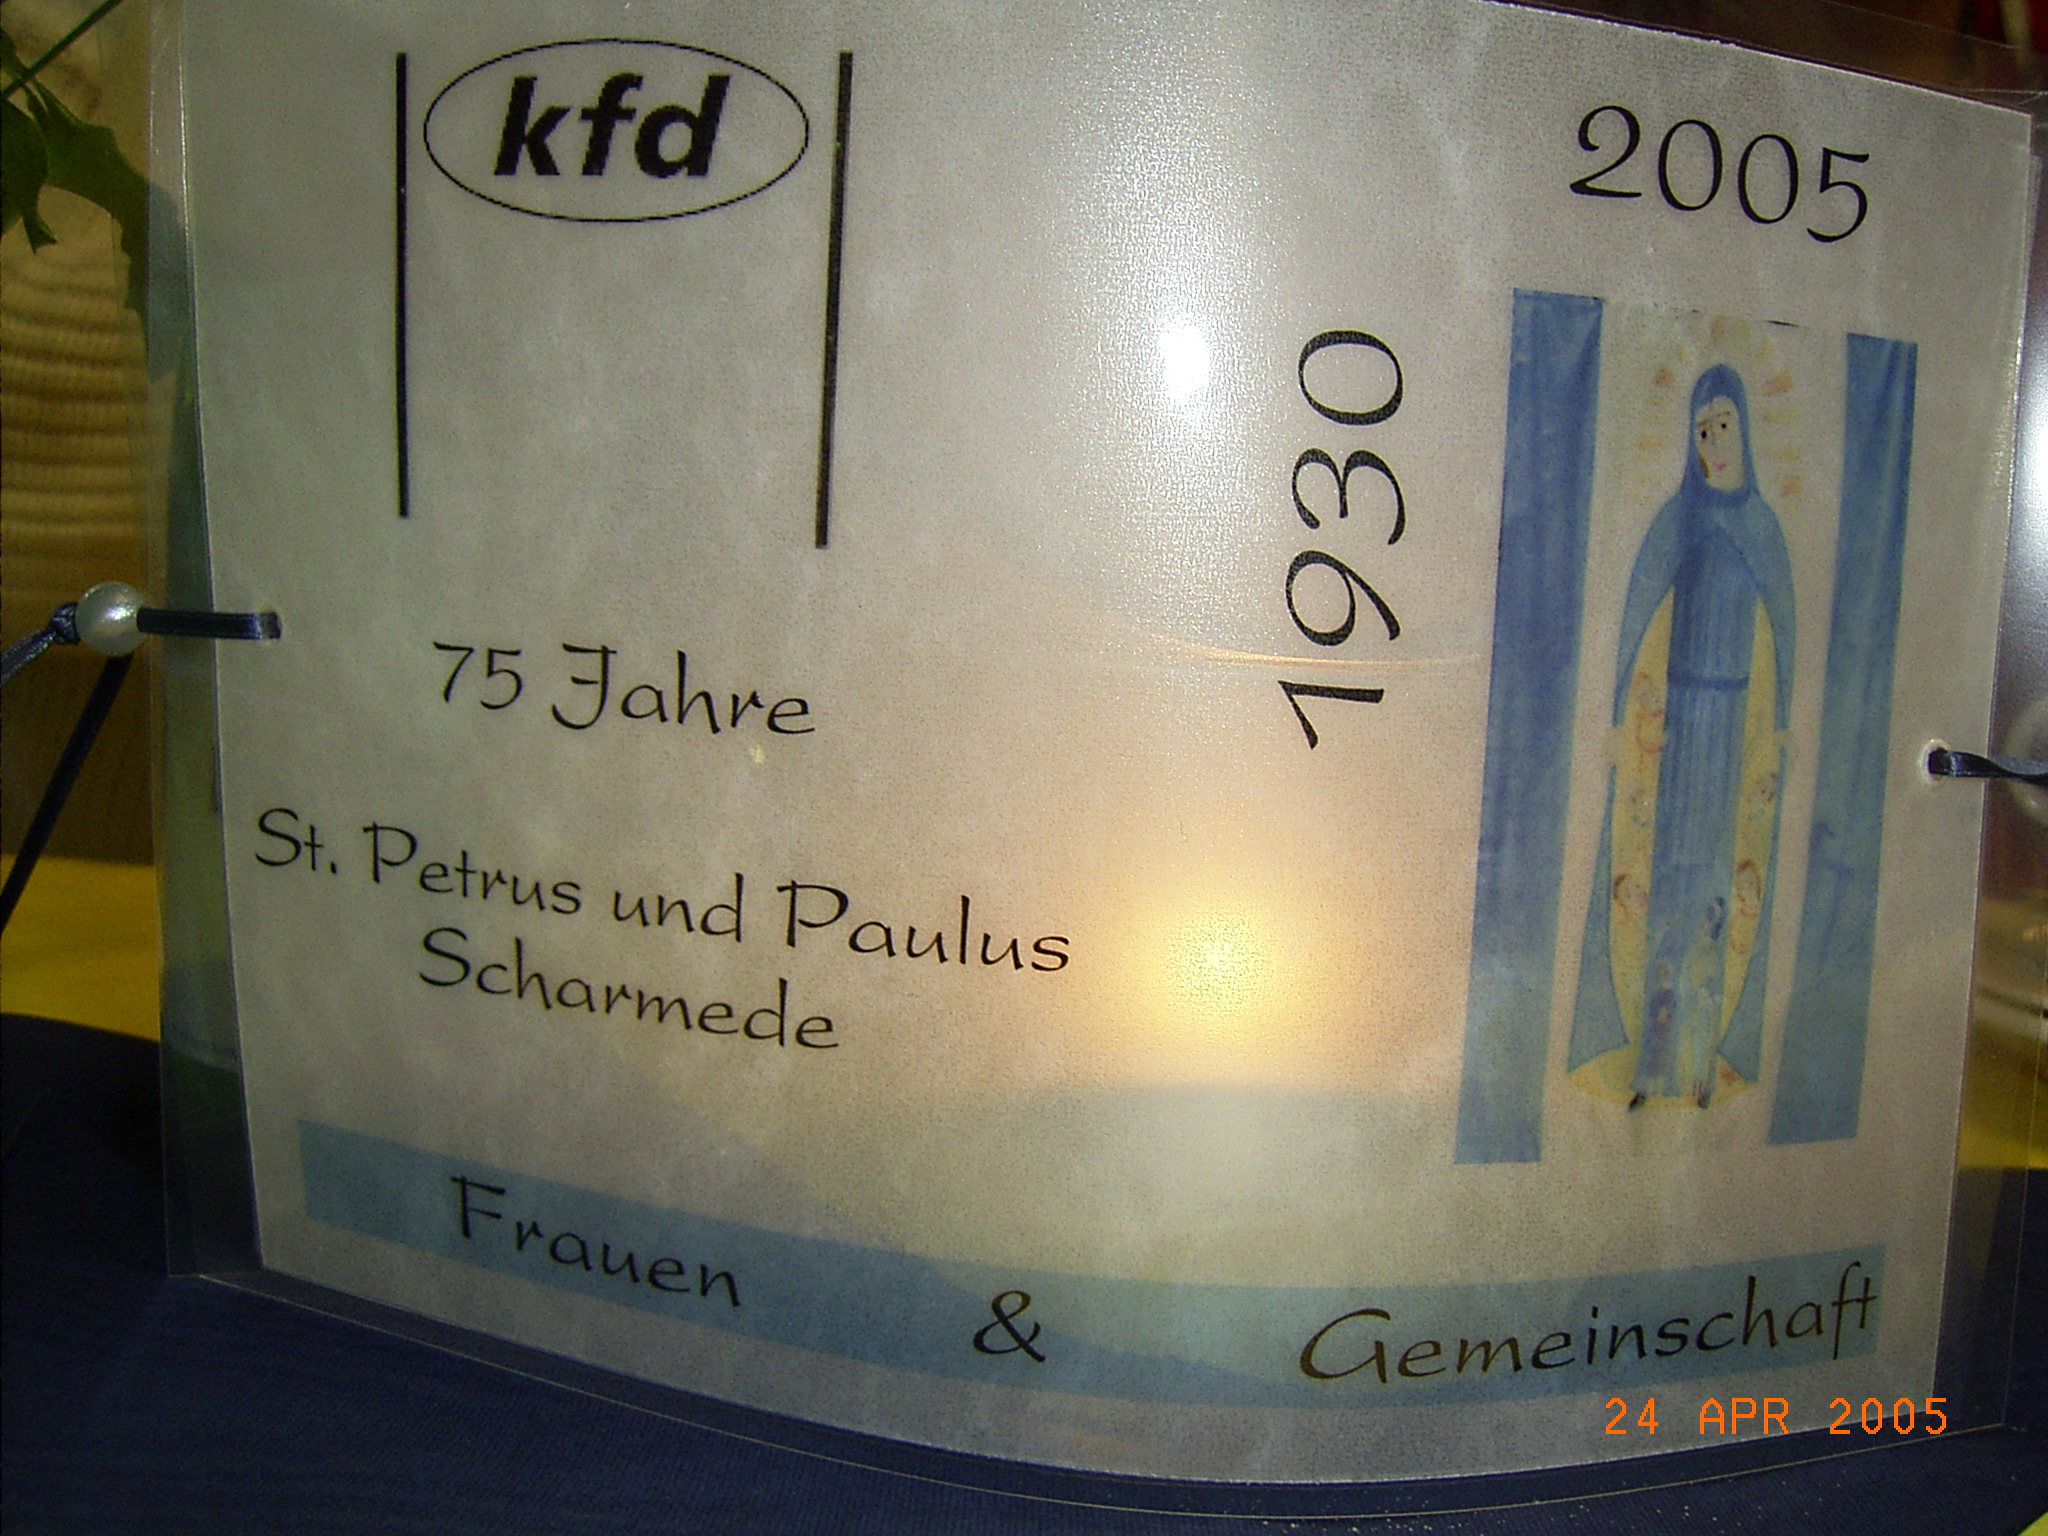 kfd
2005
1930
75 Jahre
St. Petrus und Paulus
Scharmede
Frauen & Gemeinschaft
24 APR 2005